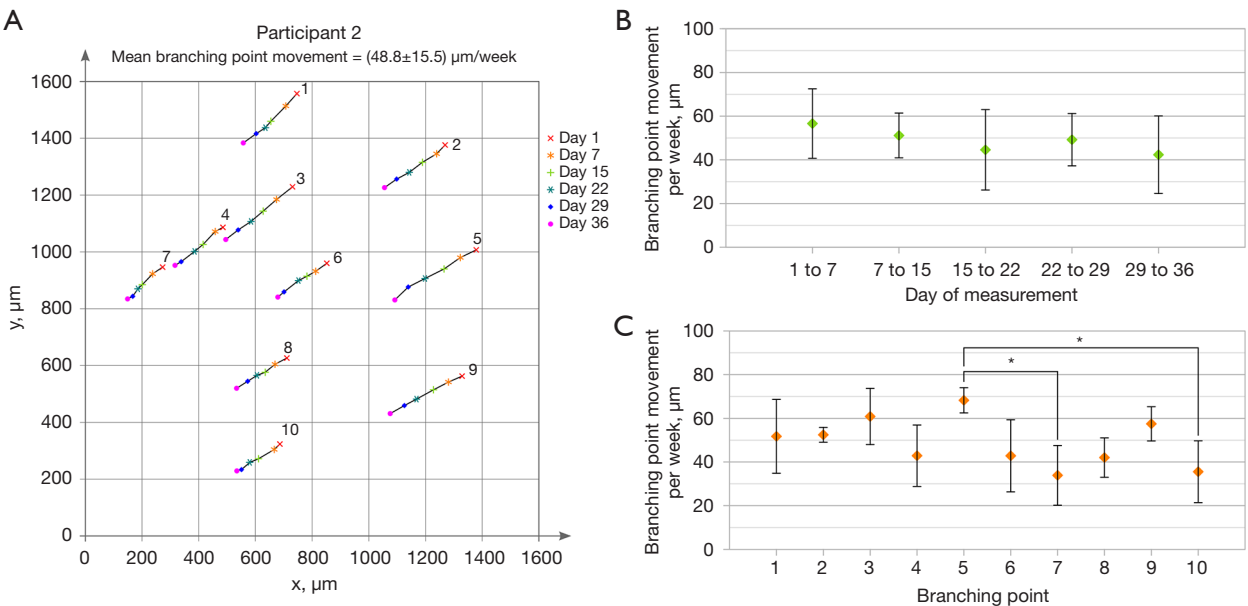 A
Participant 2
Mean branching point movement = (48.8±15.5) µm/week
1600
1400
1200
1000
800
600
400
200
0
y, µm
0 200 400 600 800 1000 1200 1400 1600
x, µm
1
2
3
4
5
6
7
8
9
10
Day 1
Day 7
Day 15
Day 22
Day 29
Day 36
B
Branching point movement
per week, µm
100
80
60
40
20
0
1 to 7 7 to 15 15 to 22 22 to 29 29 to 36
Day of measurement
C
Branching point movement
per week, µm
100
80
60
40
20
0
*
*
1 2 3 4 5 6 7 8 9 10
Branching point